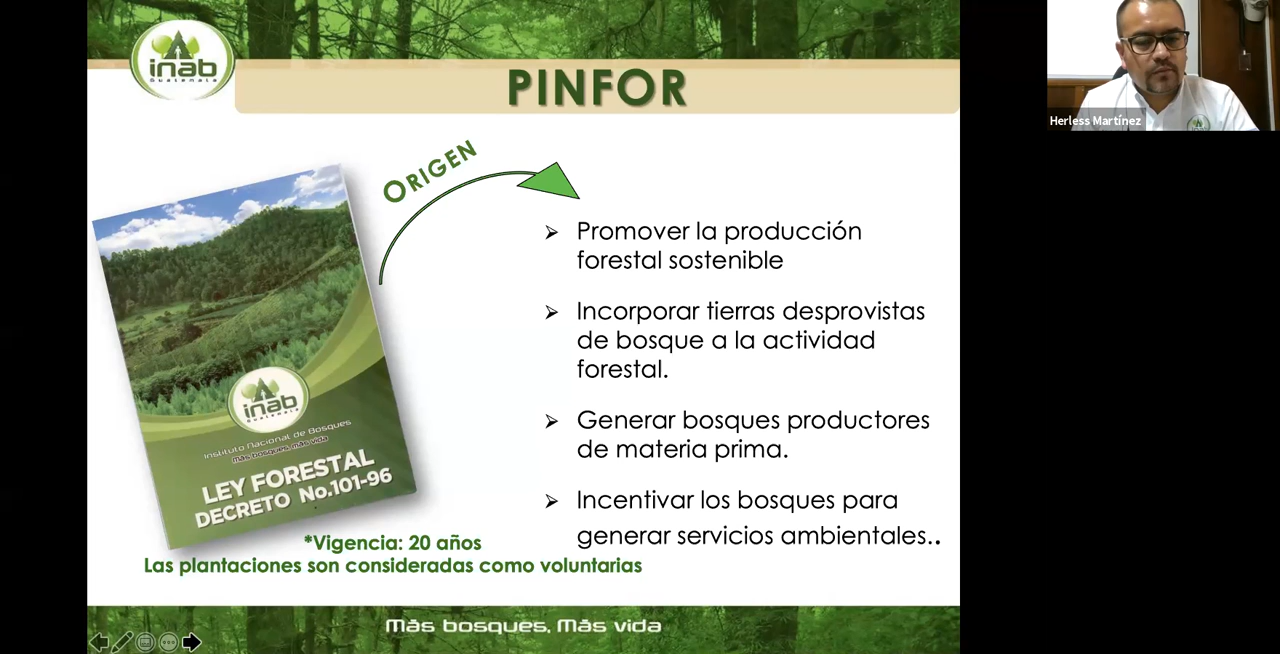 inab
Guatemala
PINFOR
Herless Martínez
ORIGEN
Promover la producción
forestal sostenible
Incorporar tierras desprovistas
de bosque a la actividad
forestal.
Generar bosques productores
de materia prima.
Incentivar los bosques para
generar servicios ambientales..
inab
Guatemala
Instituto Nacional de Bosques
más bosques, más vida
LEY FORESTAL
DECRETO No.101-96
*Vigencia: 20 años
Las plantaciones son consideradas como voluntarias
Más bosques, Más vida
inab